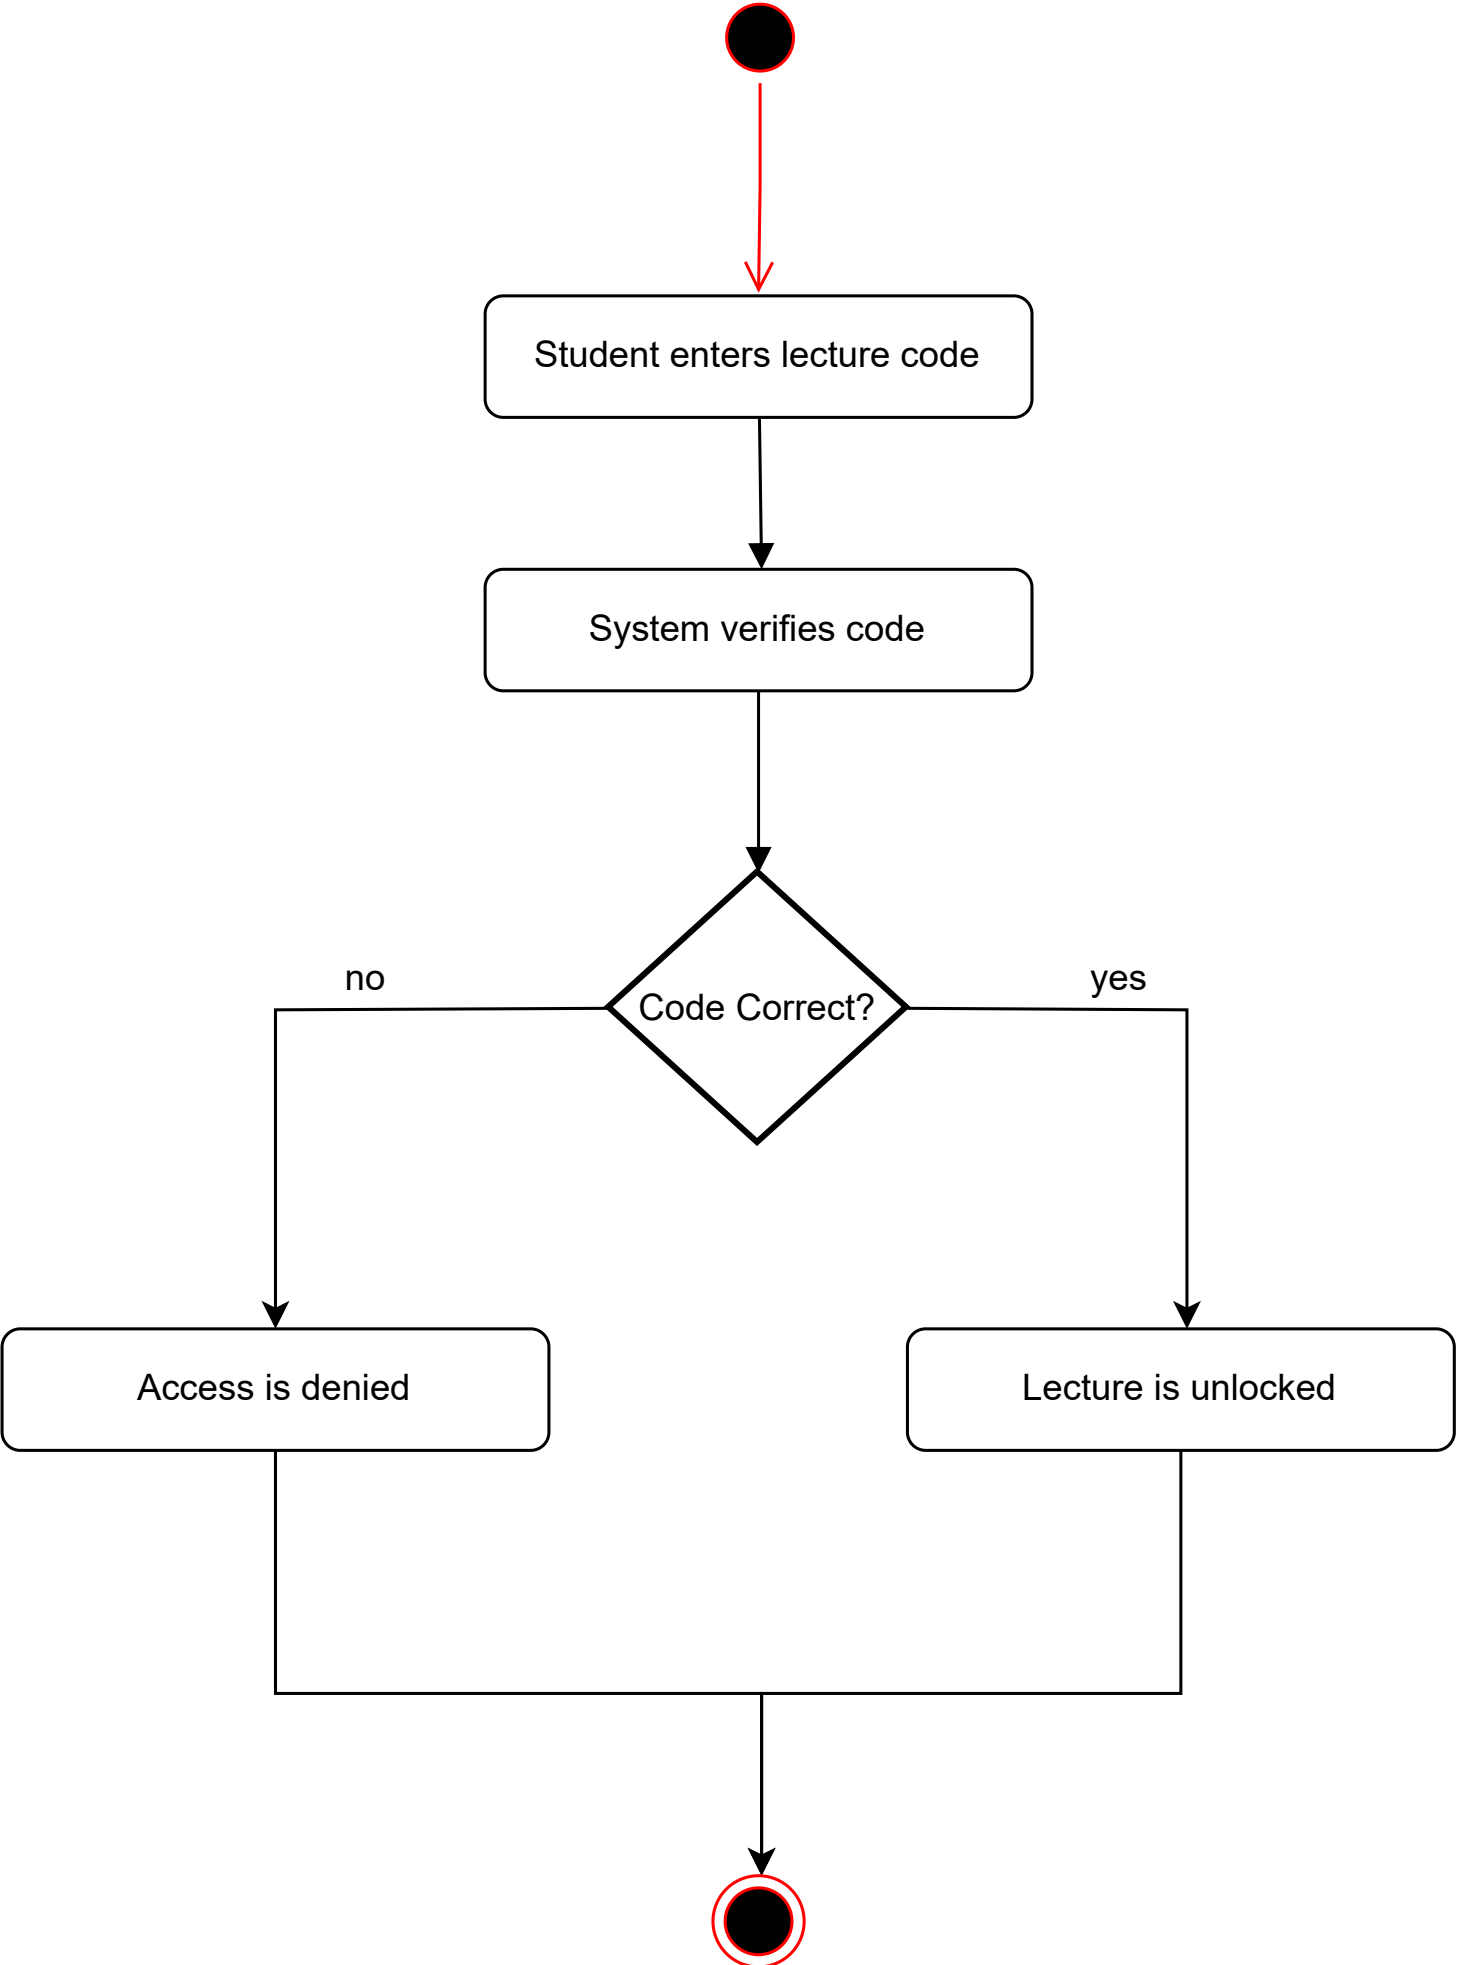 Student enters lecture code
System verifies code
no
yes
Code Correct?
Access is denied
Lecture is unlocked